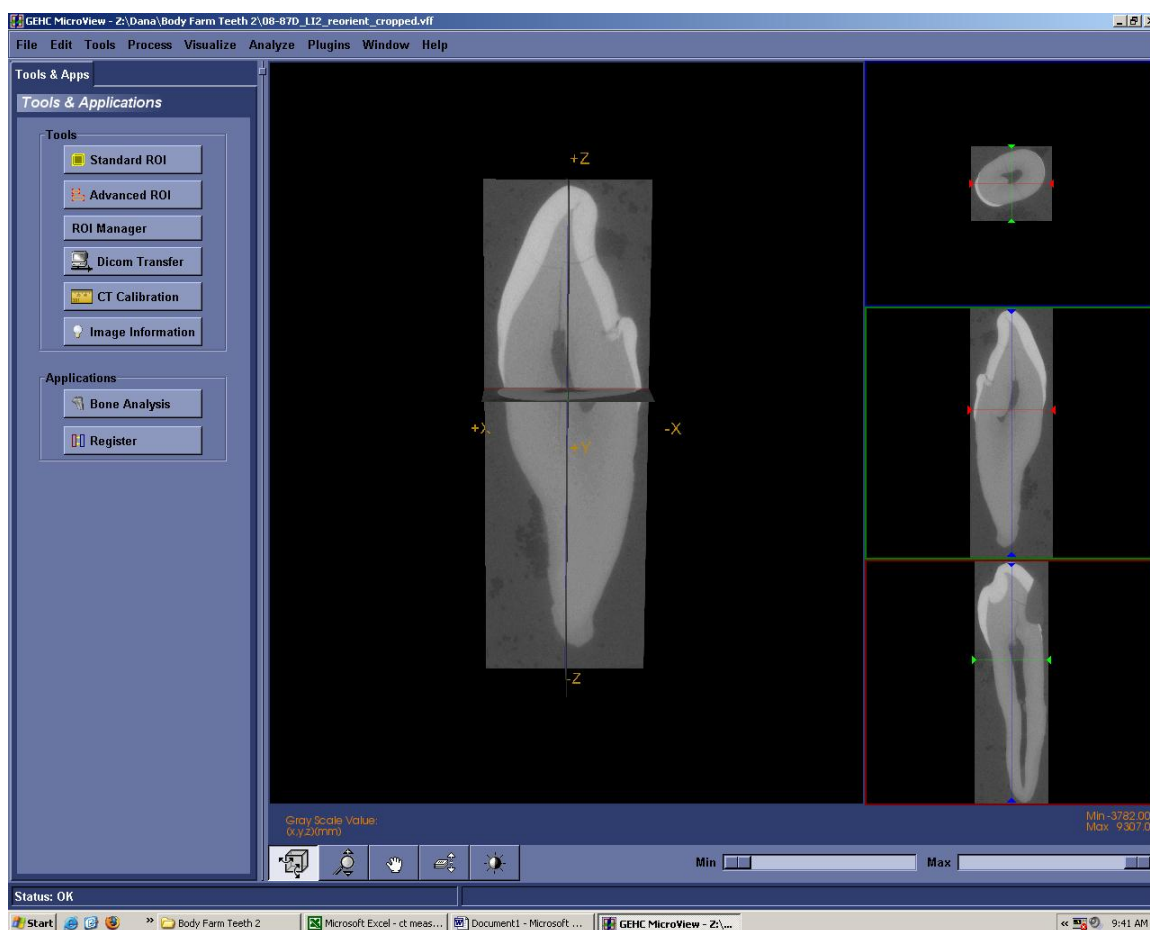 GEHC MicroView - Z:\Dana\Body Farm Teeth 2\08-87D_LI2_reorient_cropped.vff
File Edit Tools Process Visualize Analyze Plugins Window Help
Tools & Apps
Tools & Applications
Tools
Standard ROI
Advanced ROI
ROI Manager
Dicom Transfer
CT Calibration
Image Information
Applications
Bone Analysis
Register
+Z
+X
-X
+Y
-Z
Gray Scale Value:
(x,y,z)(mm)
Min -3782.00
Max 9307.0
Min
Max
Status: OK
Start
» Body Farm Teeth 2
Microsoft Excel - ct meas...
Document1 - Microsoft ...
GEHC MicroView - Z:\...
« 9:41 AM